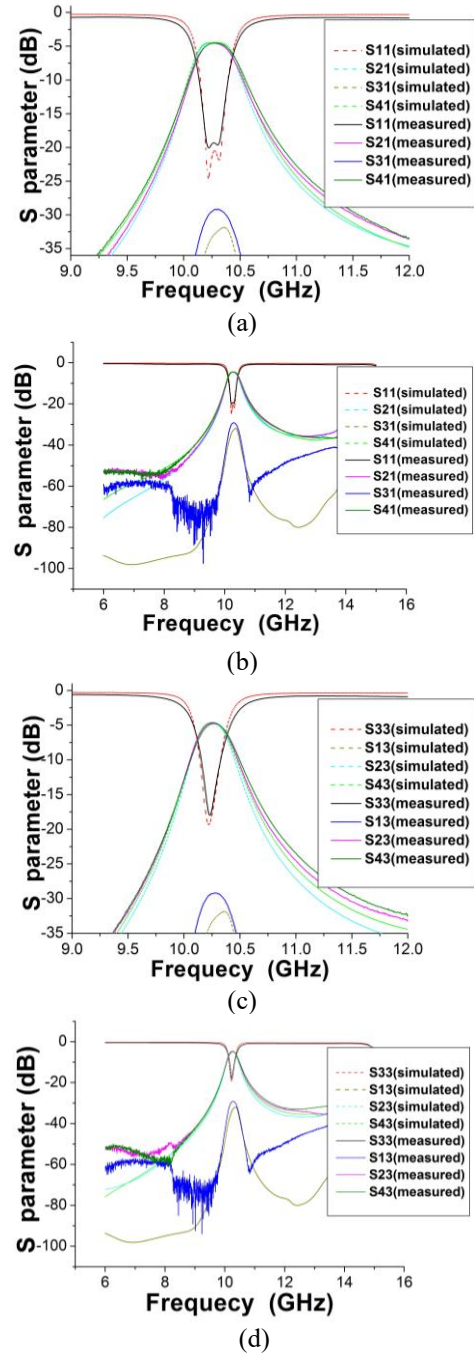 S parameter (dB)
0
-5
-10
-15
-20
-25
-30
-35
S11(simulated)
S21(simulated)
S31(simulated)
S41(simulated)
S11(measured)
S21(measured)
S31(measured)
S41(measured)
9.0 9.5 10.0 10.5 11.0 11.5 12.0
Frequecy (GHz)
(a)
S parameter (dB)
0
-20
-40
-60
-80
-100
S11(simulated)
S21(simulated)
S31(simulated)
S41(simulated)
S11(measured)
S21(measured)
S31(measured)
S41(measured)
6 8 10 12 14 16
Frequecy (GHz)
(b)
S parameter (dB)
0
-5
-10
-15
-20
-25
-30
-35
S33(simulated)
S13(simulated)
S23(simulated)
S43(simulated)
S33(measured)
S13(measured)
S23(measured)
S43(measured)
9.0 9.5 10.0 10.5 11.0 11.5 12.0
Frequecy (GHz)
(c)
S parameter (dB)
0
-20
-40
-60
-80
-100
S33(simulated)
S13(simulated)
S23(simulated)
S43(simulated)
S33(measured)
S13(measured)
S23(measured)
S43(measured)
6 8 10 12 14 16
Frequecy (GHz)
(d)